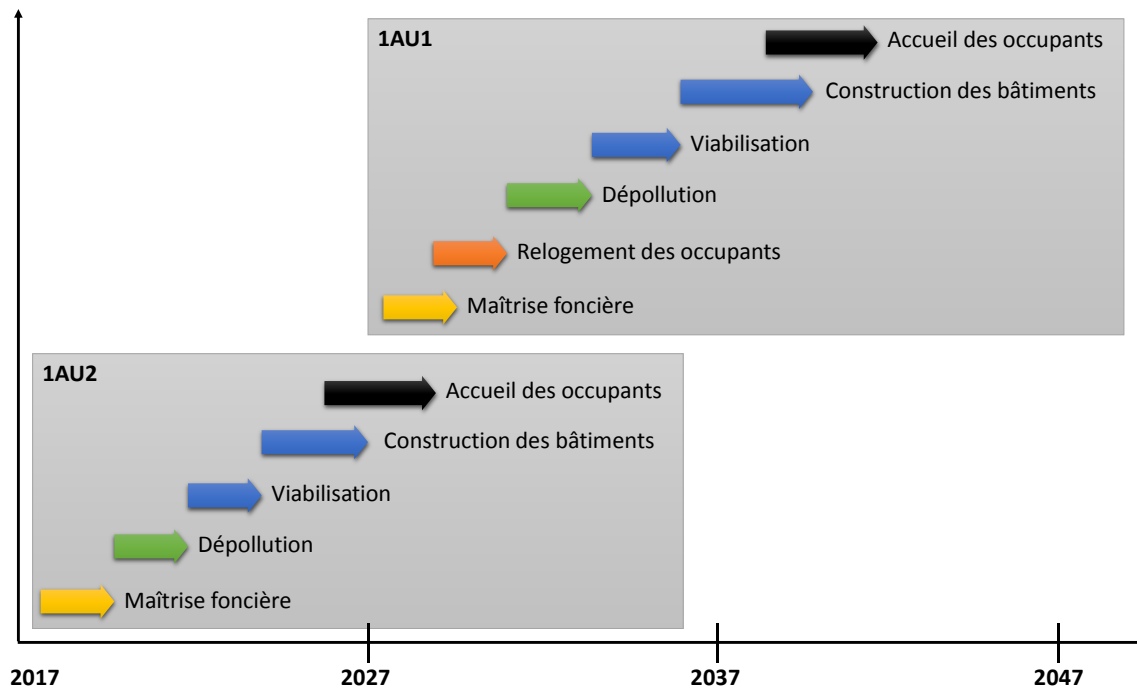 1AU1
Accueil des occupants
Construction des bâtiments
Viabilisation
Dépollution
Relogement des occupants
Maîtrise foncière
1AU2
Accueil des occupants
Construction des bâtiments
Viabilisation
Dépollution
Maîtrise foncière
2017 2027 2037 2047